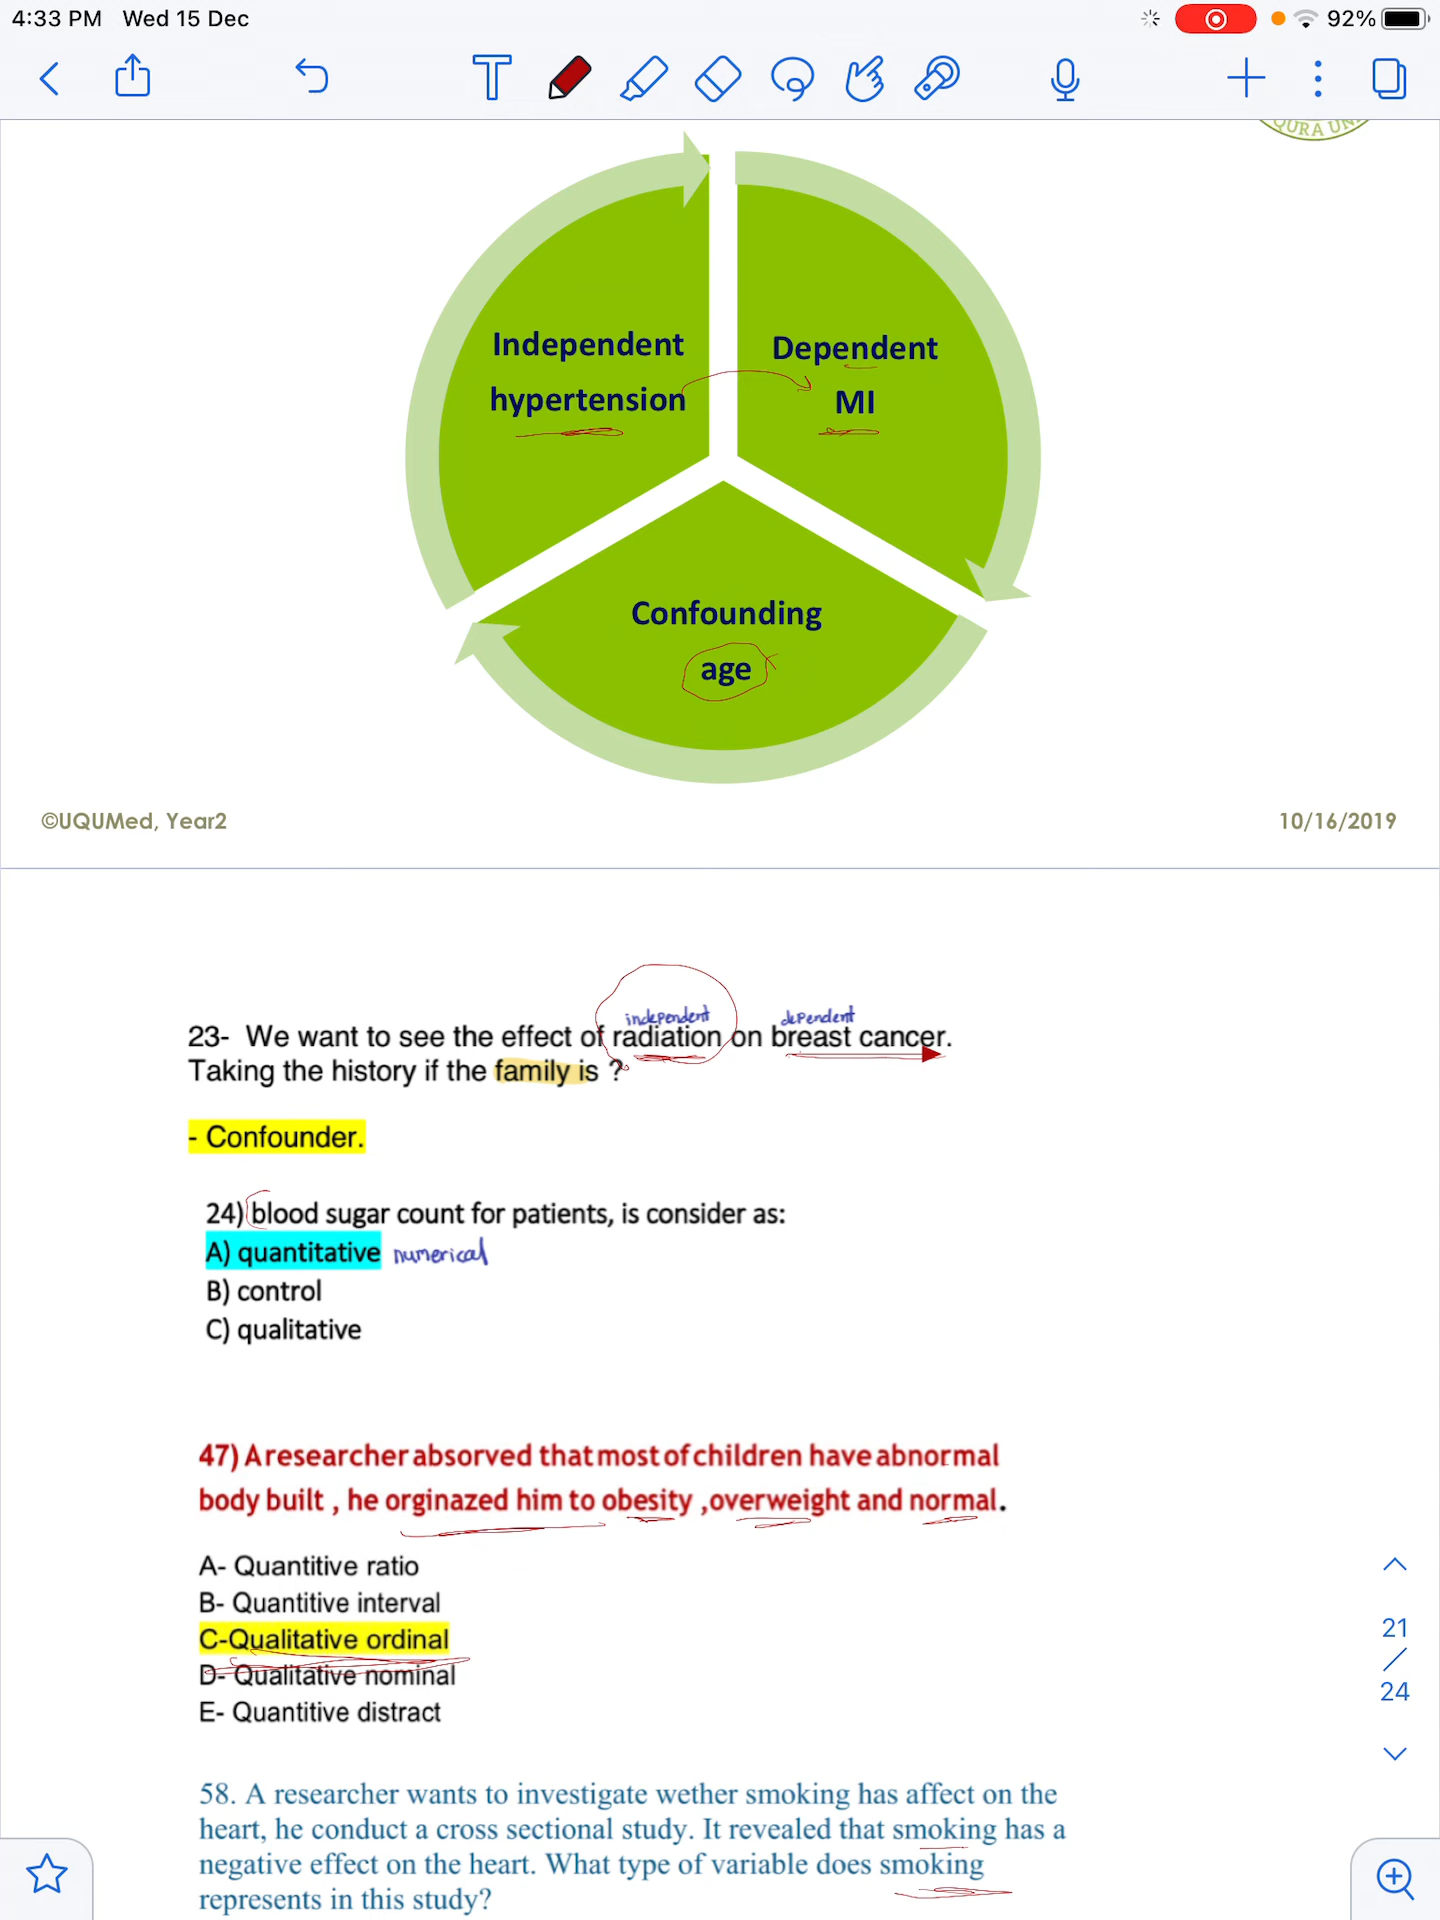 4:33 PM Wed 15 Dec
92%
QURA UN
Independent
hypertension
Dependent
MI
Confounding
age
©UQUMed, Year2
10/16/2019
independent dependent
23- We want to see the effect of radiation on breast cancer.
Taking the history if the family is ?
- Confounder.
24) blood sugar count for patients, is consider as:
A) quantitative numerical
B) control
C) qualitative
47) A researcher absorved that most of children have abnormal
body built , he orginazed him to obesity ,overweight and normal.
A- Quantitive ratio
B- Quantitive interval
C-Qualitative ordinal
D- Qualitative nominal
E- Quantitive distract
21
/
24
58. A researcher wants to investigate wether smoking has affect on the
heart, he conduct a cross sectional study. It revealed that smoking has a
negative effect on the heart. What type of variable does smoking
represents in this study?